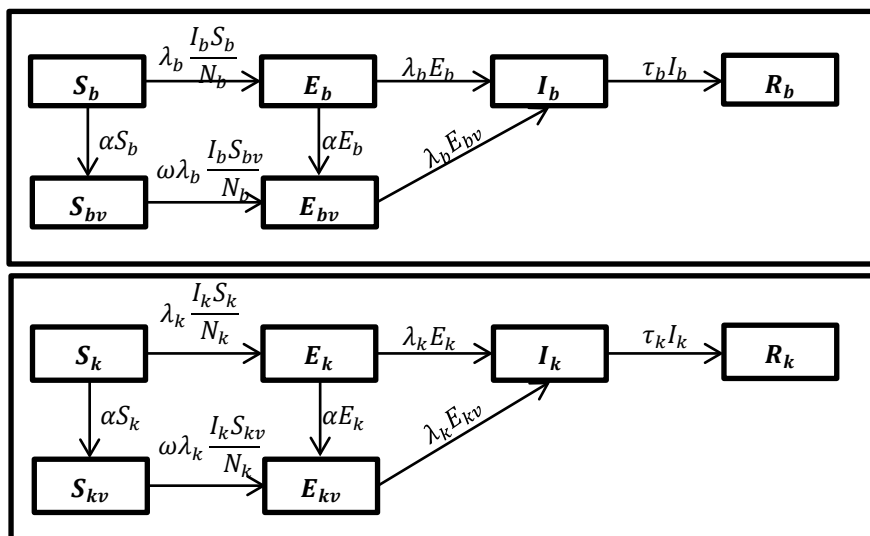 λ_b I_b S_b / N_b
S_b
E_b
λ_b E_b
I_b
τ_b I_b
R_b
αS_b
αE_b
λ_b E_bv
ωλ_b I_b S_bv / N_b
S_bv
E_bv
λ_k I_k S_k / N_k
S_k
E_k
λ_k E_k
I_k
τ_k I_k
R_k
αS_k
αE_k
λ_k E_kv
ωλ_k I_k S_kv / N_k
S_kv
E_kv